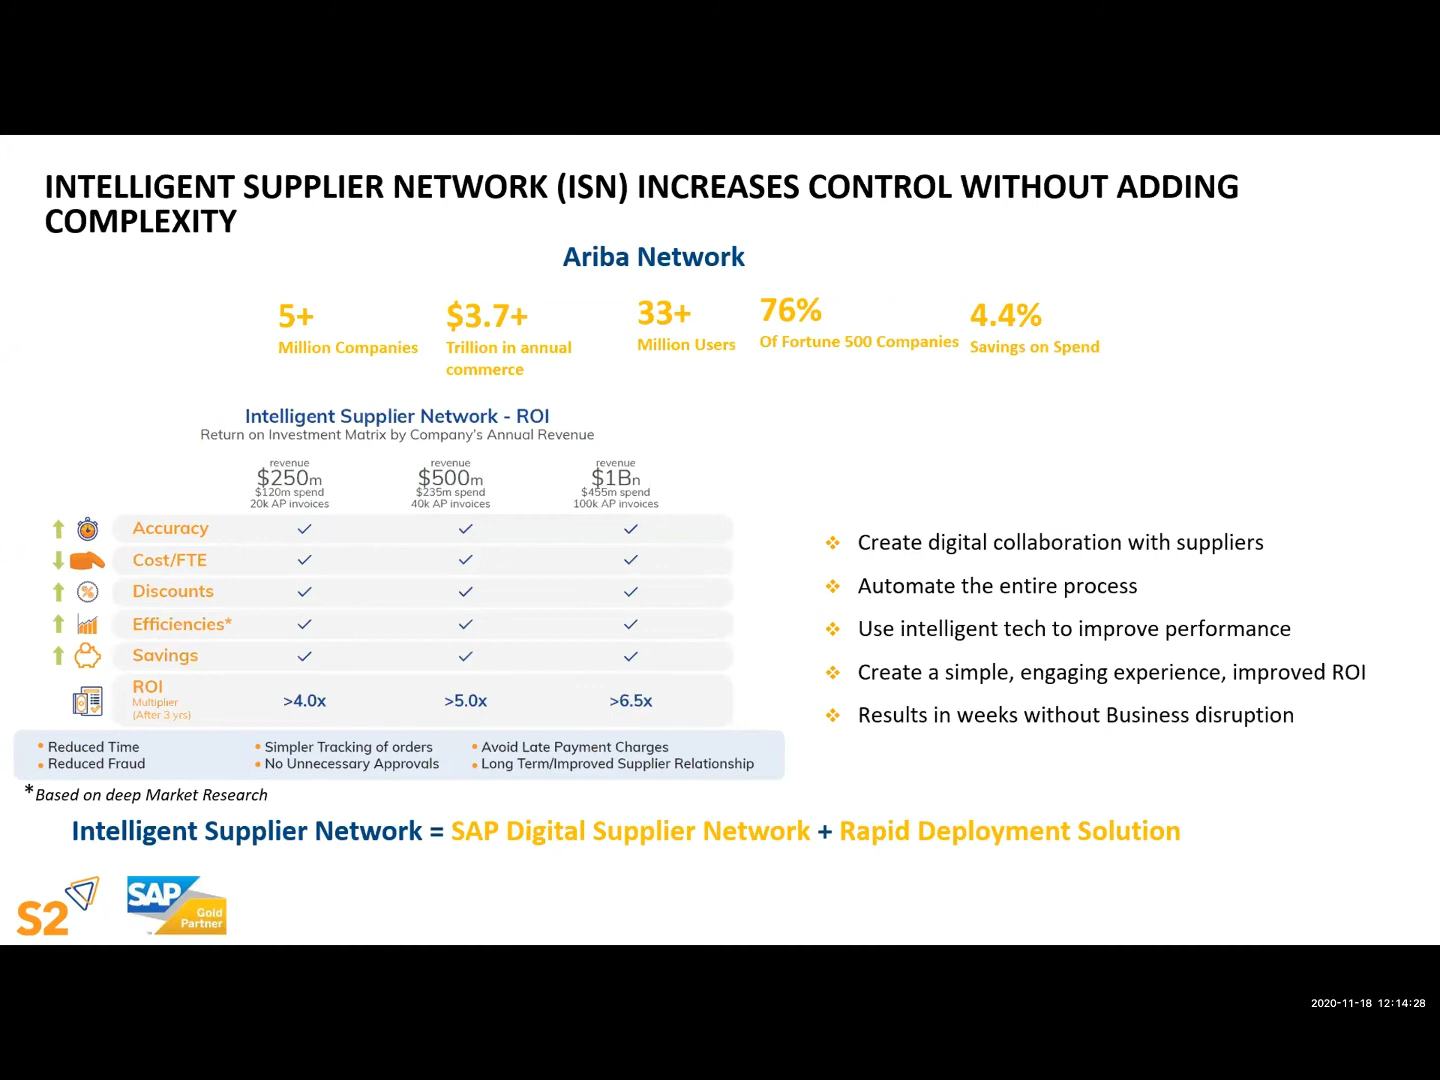 INTELLIGENT SUPPLIER NETWORK (ISN) INCREASES CONTROL WITHOUT ADDING
COMPLEXITY
Ariba Network
5+
Million Companies
$3.7+
Trillion in annual
commerce
33+
Million Users
76%
Of Fortune 500 Companies
4.4%
Savings on Spend
Intelligent Supplier Network - ROI
Return on Investment Matrix by Company's Annual Revenue
revenue
$250m
$120m spend
20k AP invoices
revenue
$500m
$235m spend
40k AP invoices
revenue
$1Bn
$455m spend
100k AP invoices
Accuracy
Cost/FTE
Discounts
Efficiencies*
Savings
ROI
Multiplier
(After 3 yrs)
>4.0x >5.0x >6.5x
• Reduced Time
• Reduced Fraud
• Simpler Tracking of orders
• No Unnecessary Approvals
• Avoid Late Payment Charges
• Long Term/Improved Supplier Relationship
*Based on deep Market Research
❖ Create digital collaboration with suppliers
❖ Automate the entire process
❖ Use intelligent tech to improve performance
❖ Create a simple, engaging experience, improved ROI
❖ Results in weeks without Business disruption
Intelligent Supplier Network = SAP Digital Supplier Network + Rapid Deployment Solution
S2
SAP
Gold
Partner
2020-11-18 12:14:28